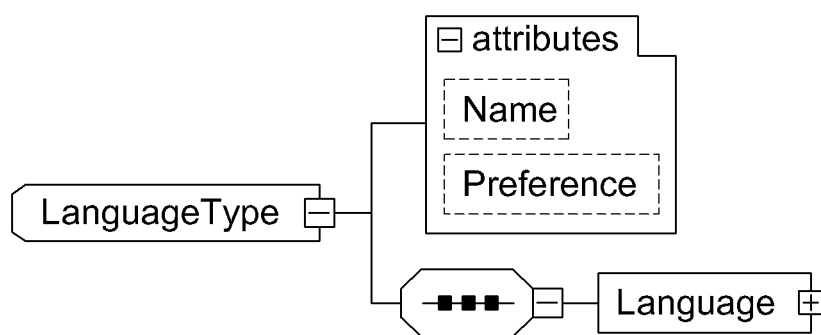 attributes
Name
Preference
LanguageType
Language